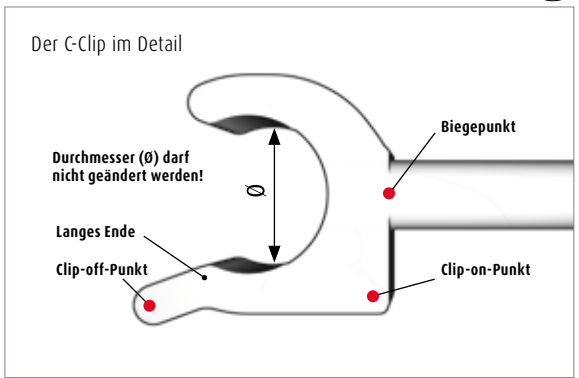 Der C-Clip im Detail
Biegepunkt
Durchmesser (Ø) darf
nicht geändert werden!
Ø
Langes Ende
Clip-off-Punkt
Clip-on-Punkt